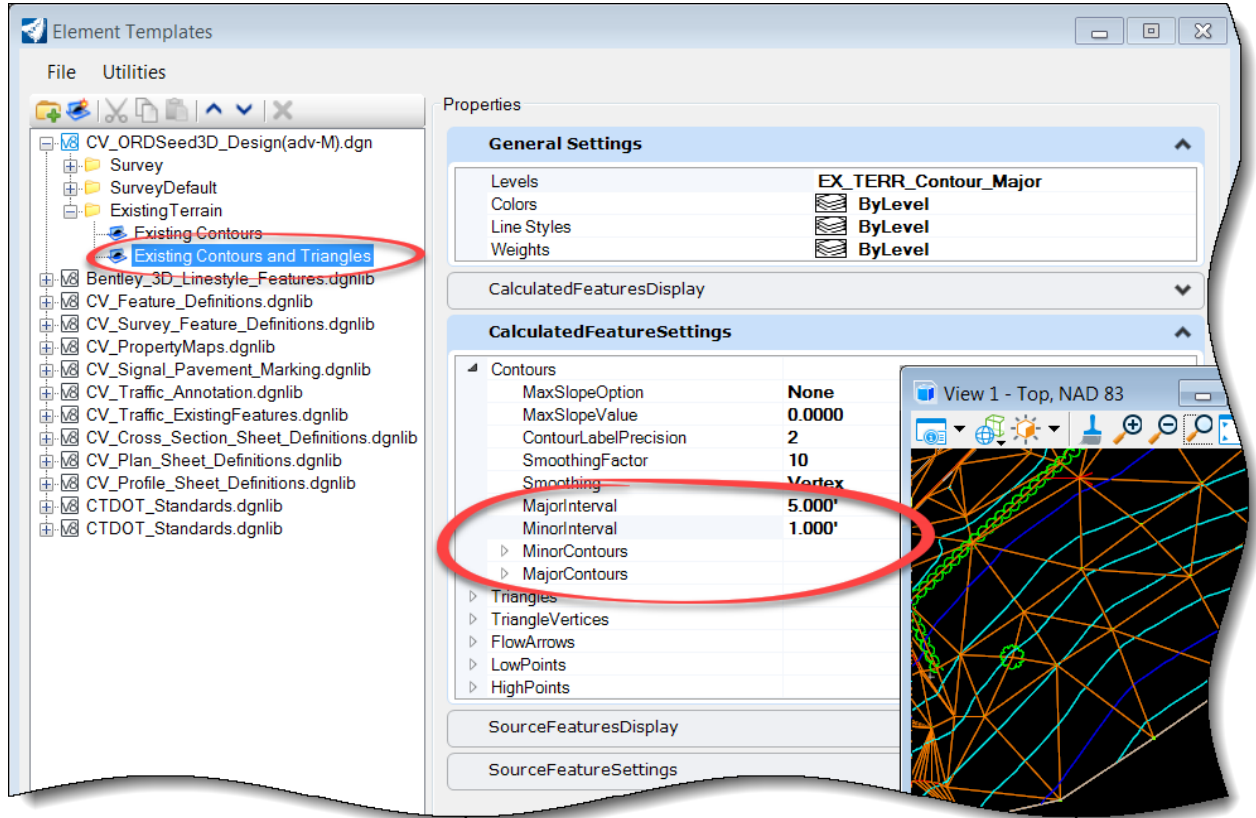 Element Templates
File Utilities
Properties
CV_ORDSeed3D_Design(adv-M).dgn
Survey
SurveyDefault
ExistingTerrain
Existing Contours
Existing Contours and Triangles
Bentley_3D_Linestyle_Features.dgnlib
CV_Feature_Definitions.dgnlib
CV_Survey_Feature_Definitions.dgnlib
CV_PropertyMaps.dgnlib
CV_Signal_Pavement_Marking.dgnlib
CV_Traffic_Annotation.dgnlib
CV_Traffic_ExistingFeatures.dgnlib
CV_Cross_Section_Sheet_Definitions.dgnlib
CV_Plan_Sheet_Definitions.dgnlib
CV_Profile_Sheet_Definitions.dgnlib
CTDOT_Standards.dgnlib
CTDOT_Standards.dgnlib
General Settings
Levels EX_TERR_Contour_Major
Colors ByLevel
Line Styles ByLevel
Weights ByLevel
CalculatedFeaturesDisplay
CalculatedFeatureSettings
Contours
MaxSlopeOption None
MaxSlopeValue 0.0000
ContourLabelPrecision 2
SmoothingFactor 10
Smoothing Vertex
MajorInterval 5.000'
MinorInterval 1.000'
MinorContours
MajorContours
Triangles
TriangleVertices
FlowArrows
LowPoints
HighPoints
SourceFeaturesDisplay
SourceFeatureSettings
View 1 - Top, NAD 83